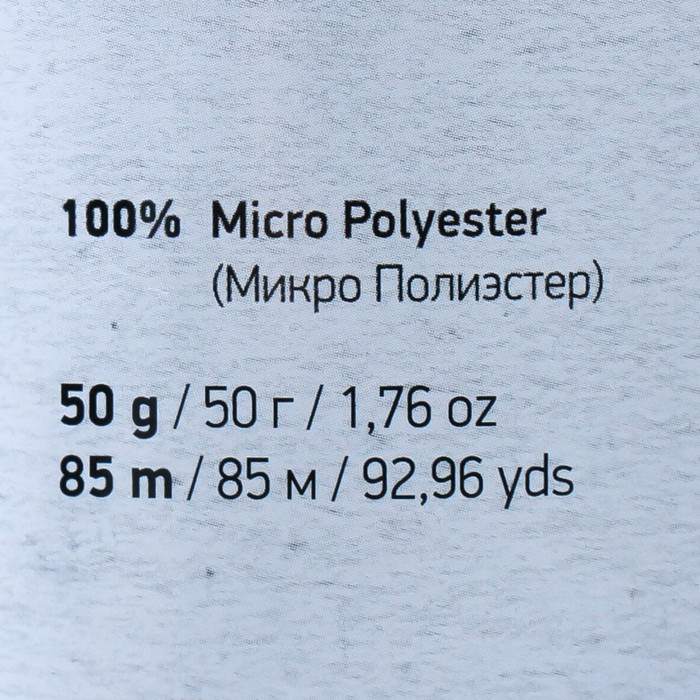 100% Micro Polyester
(Микро Полиэстер)
50 g / 50 г / 1,76 oz
85 m / 85 м / 92,96 yds